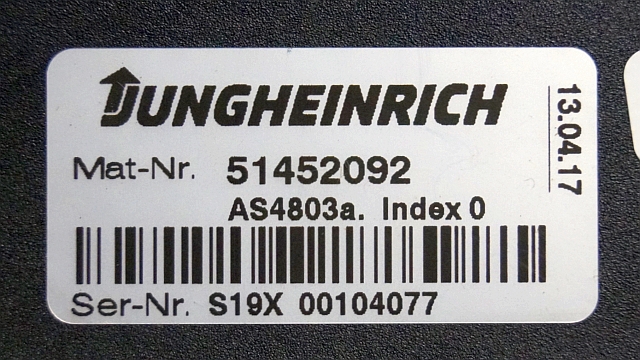 JUNGHEINRICH
13.04.17
Mat-Nr. 51452092
AS4803a. Index 0
Ser-Nr. S19X 00104077